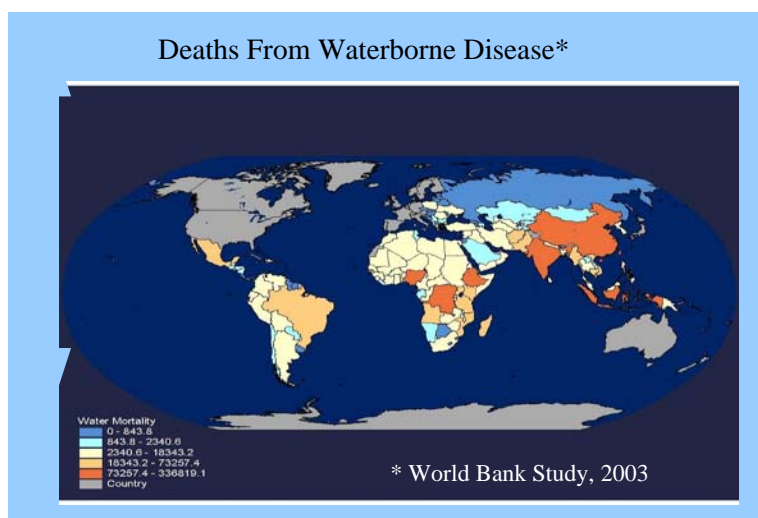 Deaths From Waterborne Disease*
Water Mortality
0 - 843.8
843.8 - 2340.6
2340.6 - 18343.2
18343.2 - 73257.4
73257.4 - 336819.1
Country
* World Bank Study, 2003